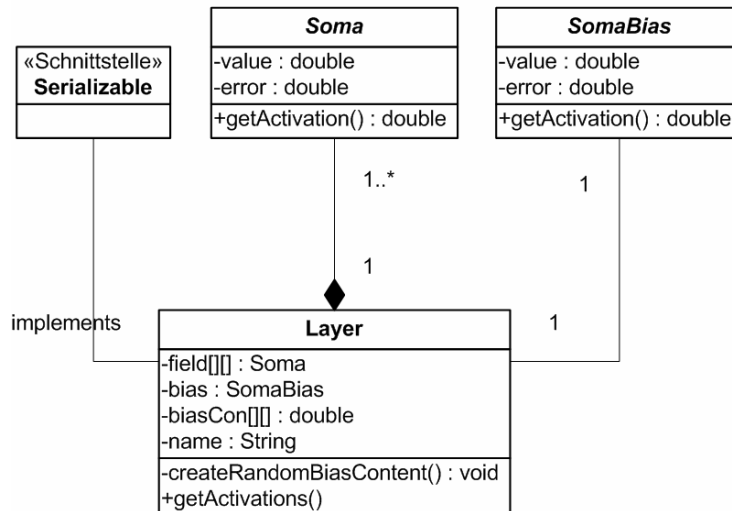 «Schnittstelle»
Serializable
Soma
-value : double
-error : double
+getActivation() : double
SomaBias
-value : double
-error : double
+getActivation() : double
1..*
1
1
implements
1
Layer
-field[][] : Soma
-bias : SomaBias
-biasCon[][] : double
-name : String
-createRandomBiasContent() : void
+getActivations()